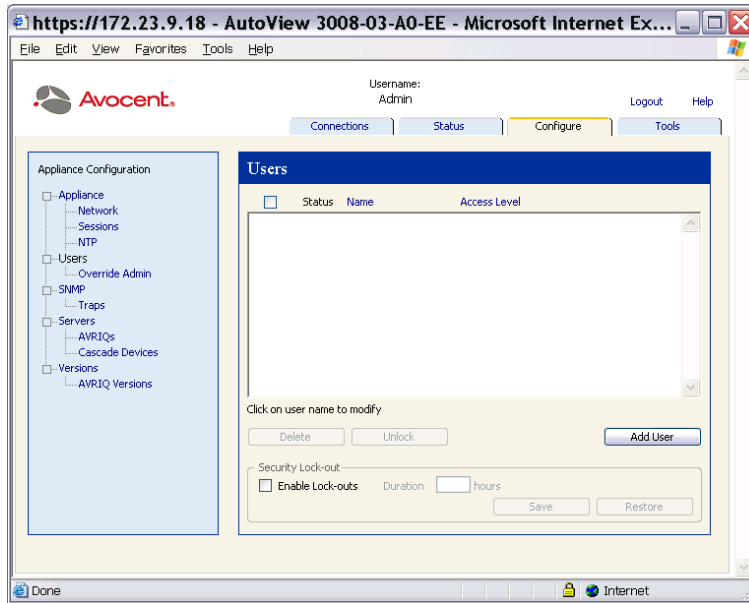 https://172.23.9.18 - AutoView 3008-03-A0-EE - Microsoft Internet Ex...
File Edit View Favorites Tools Help
Avocent.
Username:
Admin
Logout Help
Connections Status Configure Tools
Appliance Configuration
Appliance
Network
Sessions
NTP
Users
Override Admin
SNMP
Traps
Servers
AVRIQs
Cascade Devices
Versions
AVRIQ Versions
Users
Status Name Access Level
Click on user name to modify
Delete Unlock Add User
Security Lock-out
Enable Lock-outs Duration hours
Save Restore
Done Internet